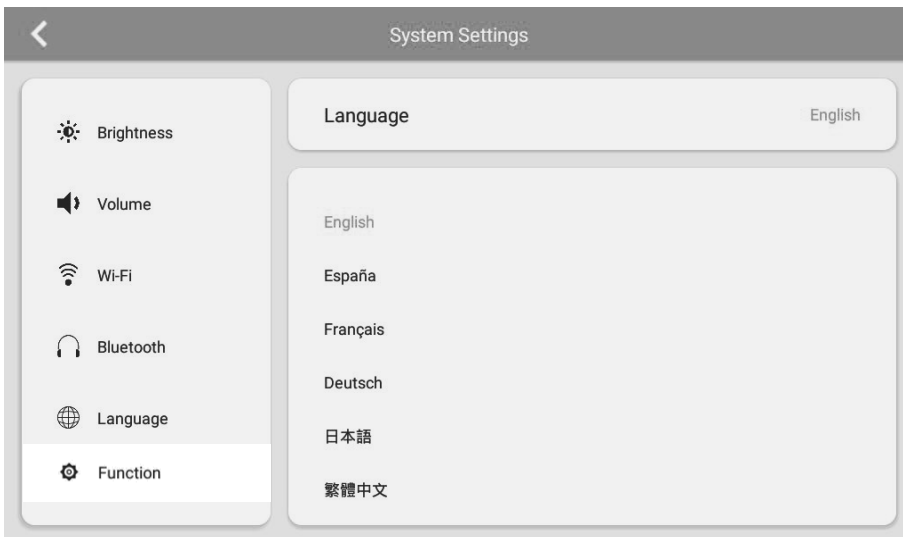 System Settings
Brightness
Volume
Wi-Fi
Bluetooth
Language
Function
Language English
English
España
Français
Deutsch
日本語
繁體中文